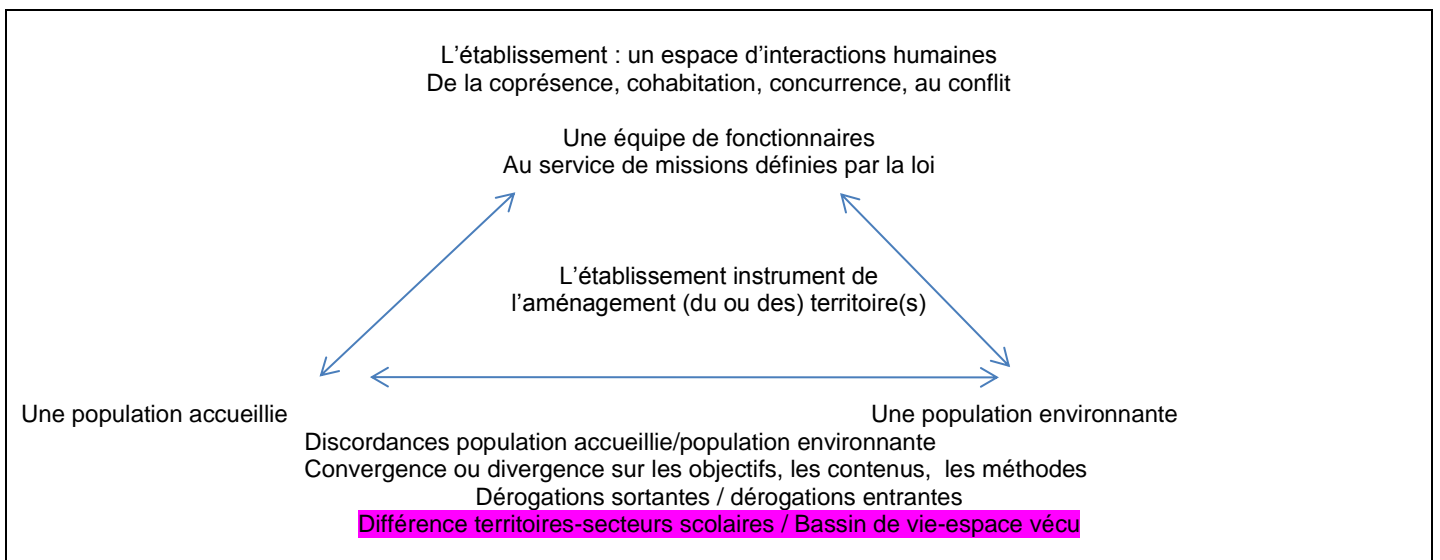 L’établissement : un espace d’interactions humaines
De la coprésence, cohabitation, concurrence, au conflit
Une équipe de fonctionnaires
Au service de missions définies par la loi
L’établissement instrument de
l’aménagement (du ou des) territoire(s)
Une population accueillie
Une population environnante
Discordances population accueillie/population environnante
Convergence ou divergence sur les objectifs, les contenus, les méthodes
Dérogations sortantes / dérogations entrantes
Différence territoires-secteurs scolaires / Bassin de vie-espace vécu